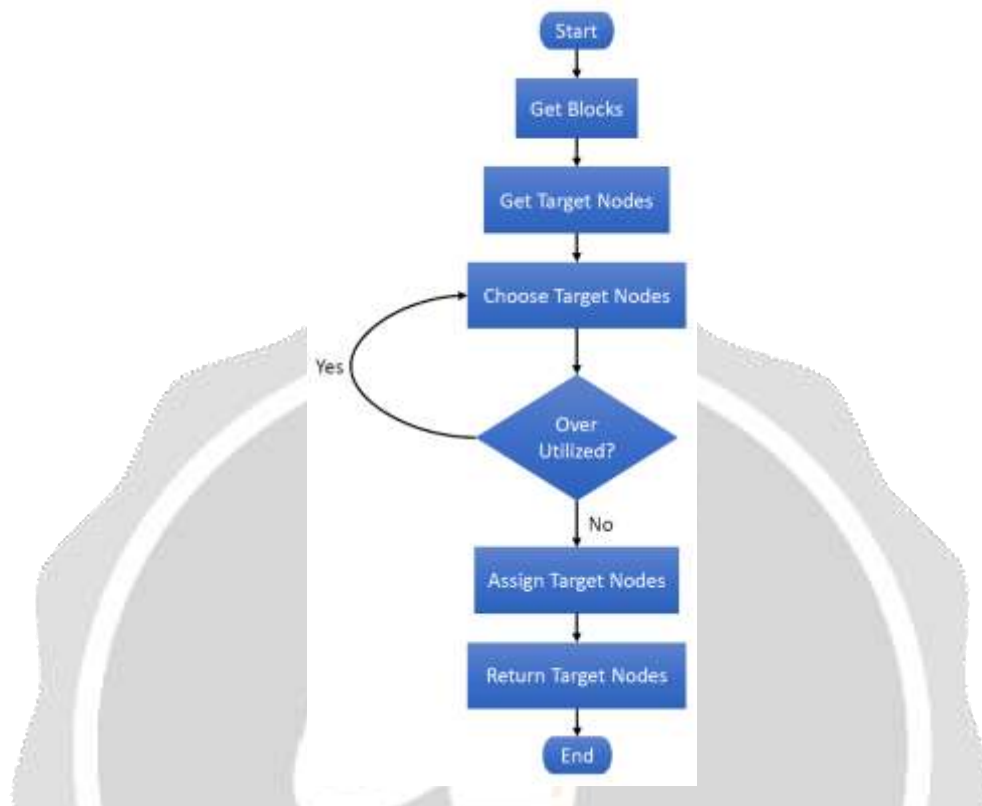 Start
Get Blocks
Get Target Nodes
Choose Target Nodes
Yes
Over
Utilized?
No
Assign Target Nodes
Return Target Nodes
End